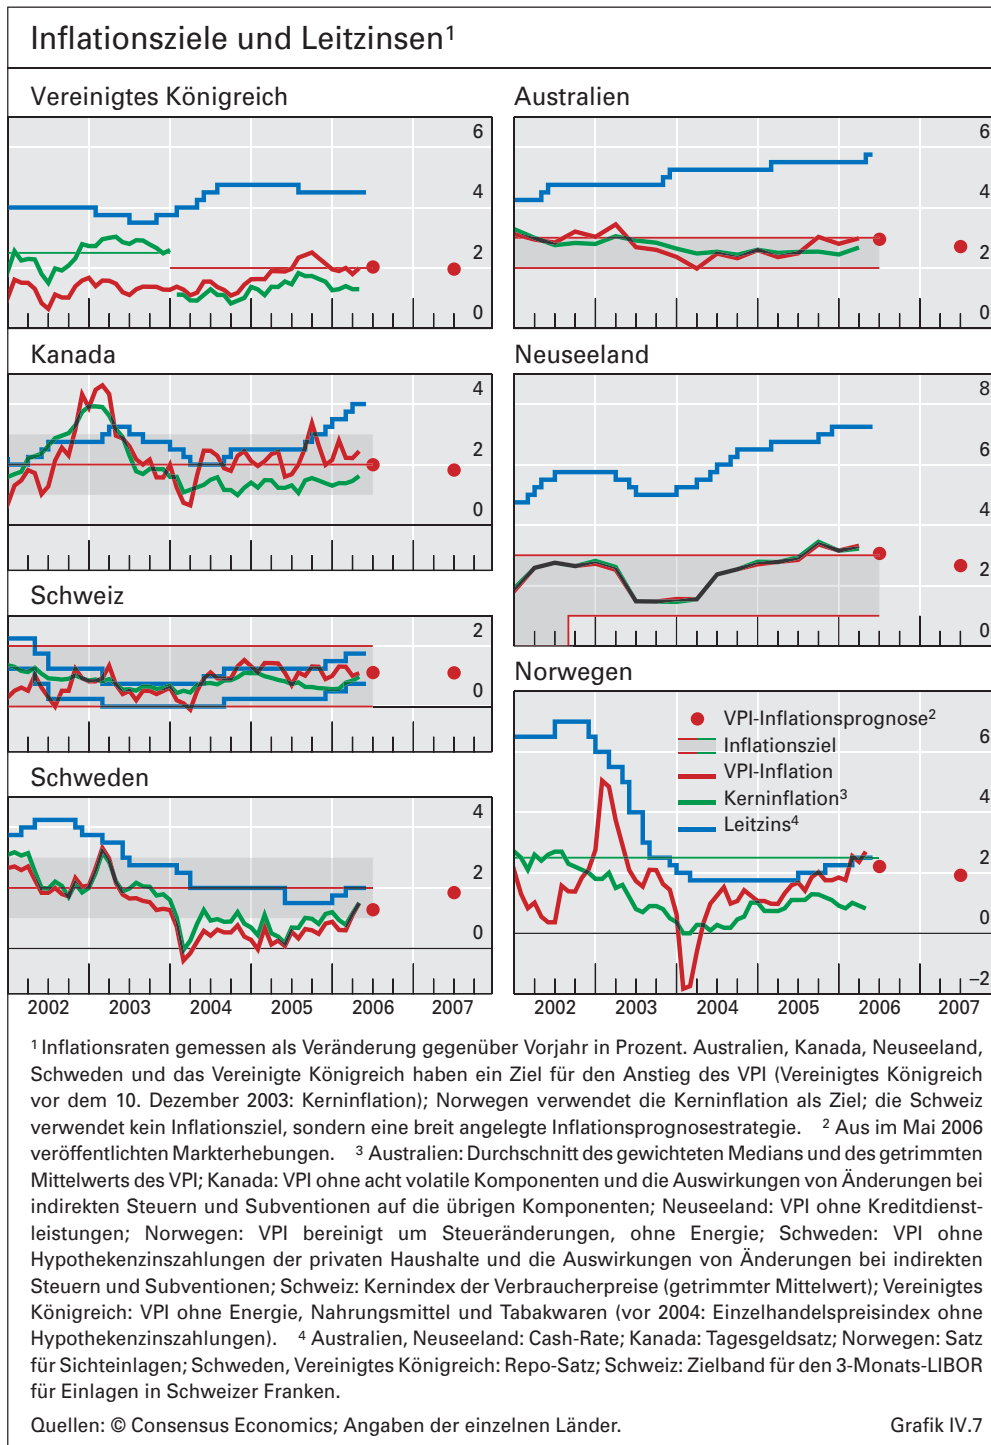 Inflationsziele und Leitzinsen¹
Vereinigtes Königreich
6
4
2
0
Australien
6
4
2
0
Kanada
4
2
0
Neuseeland
8
6
4
2
0
Schweiz
2
0
Norwegen
6
4
2
0
−2
VPI-Inflationsprognose²
Inflationsziel
VPI-Inflation
Kerninflation³
Leitzins⁴
Schweden
4
2
0
2002 2003 2004 2005 2006 2007
2002 2003 2004 2005 2006 2007
¹ Inflationsraten gemessen als Veränderung gegenüber Vorjahr in Prozent. Australien, Kanada, Neuseeland,
Schweden und das Vereinigte Königreich haben ein Ziel für den Anstieg des VPI (Vereinigtes Königreich
vor dem 10. Dezember 2003: Kerninflation); Norwegen verwendet die Kerninflation als Ziel; die Schweiz
verwendet kein Inflationsziel, sondern eine breit angelegte Inflationsprognosestrategie. ² Aus im Mai 2006
veröffentlichten Markterhebungen. ³ Australien: Durchschnitt des gewichteten Medians und des getrimmten
Mittelwerts des VPI; Kanada: VPI ohne acht volatile Komponenten und die Auswirkungen von Änderungen bei
indirekten Steuern und Subventionen auf die übrigen Komponenten; Neuseeland: VPI ohne Kreditdienst-
leistungen; Norwegen: VPI bereinigt um Steueränderungen, ohne Energie; Schweden: VPI ohne
Hypothekenzinszahlungen der privaten Haushalte und die Auswirkungen von Änderungen bei indirekten
Steuern und Subventionen; Schweiz: Kernindex der Verbraucherpreise (getrimmter Mittelwert); Vereinigtes
Königreich: VPI ohne Energie, Nahrungsmittel und Tabakwaren (vor 2004: Einzelhandelspreisindex ohne
Hypothekenzinszahlungen). ⁴ Australien, Neuseeland: Cash-Rate; Kanada: Tagesgeldsatz; Norwegen: Satz
für Sichteinlagen; Schweden, Vereinigtes Königreich: Repo-Satz; Schweiz: Zielband für den 3-Monats-LIBOR
für Einlagen in Schweizer Franken.
Quellen: © Consensus Economics; Angaben der einzelnen Länder. Grafik IV.7